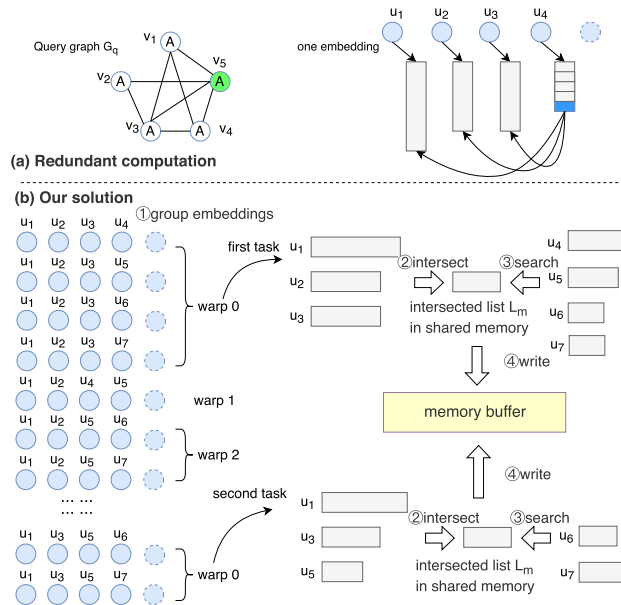 u1 u2 u3 u4
Query graph Gq
one embedding
v1
A
v5
v2 A
A
v3 A
A v4
(a) Redundant computation
(b) Our solution
①group embeddings
u1 u2 u3 u4
u1 u2 u3 u5
u1 u2 u3 u6
u1 u2 u3 u7
warp 0
u1 u2 u4 u5
warp 1
u1 u2 u5 u6
u1 u2 u5 u7
warp 2
... ...
... ...
u1 u3 u5 u6
u1 u3 u5 u7
warp 0
first task
u1
u2
u3
②intersect
③search
u4
u5
u6
u7
intersected list Lm
in shared memory
④write
memory buffer
④write
second task
u1
u3
u5
②intersect
③search
u6
u7
intersected list Lm
in shared memory